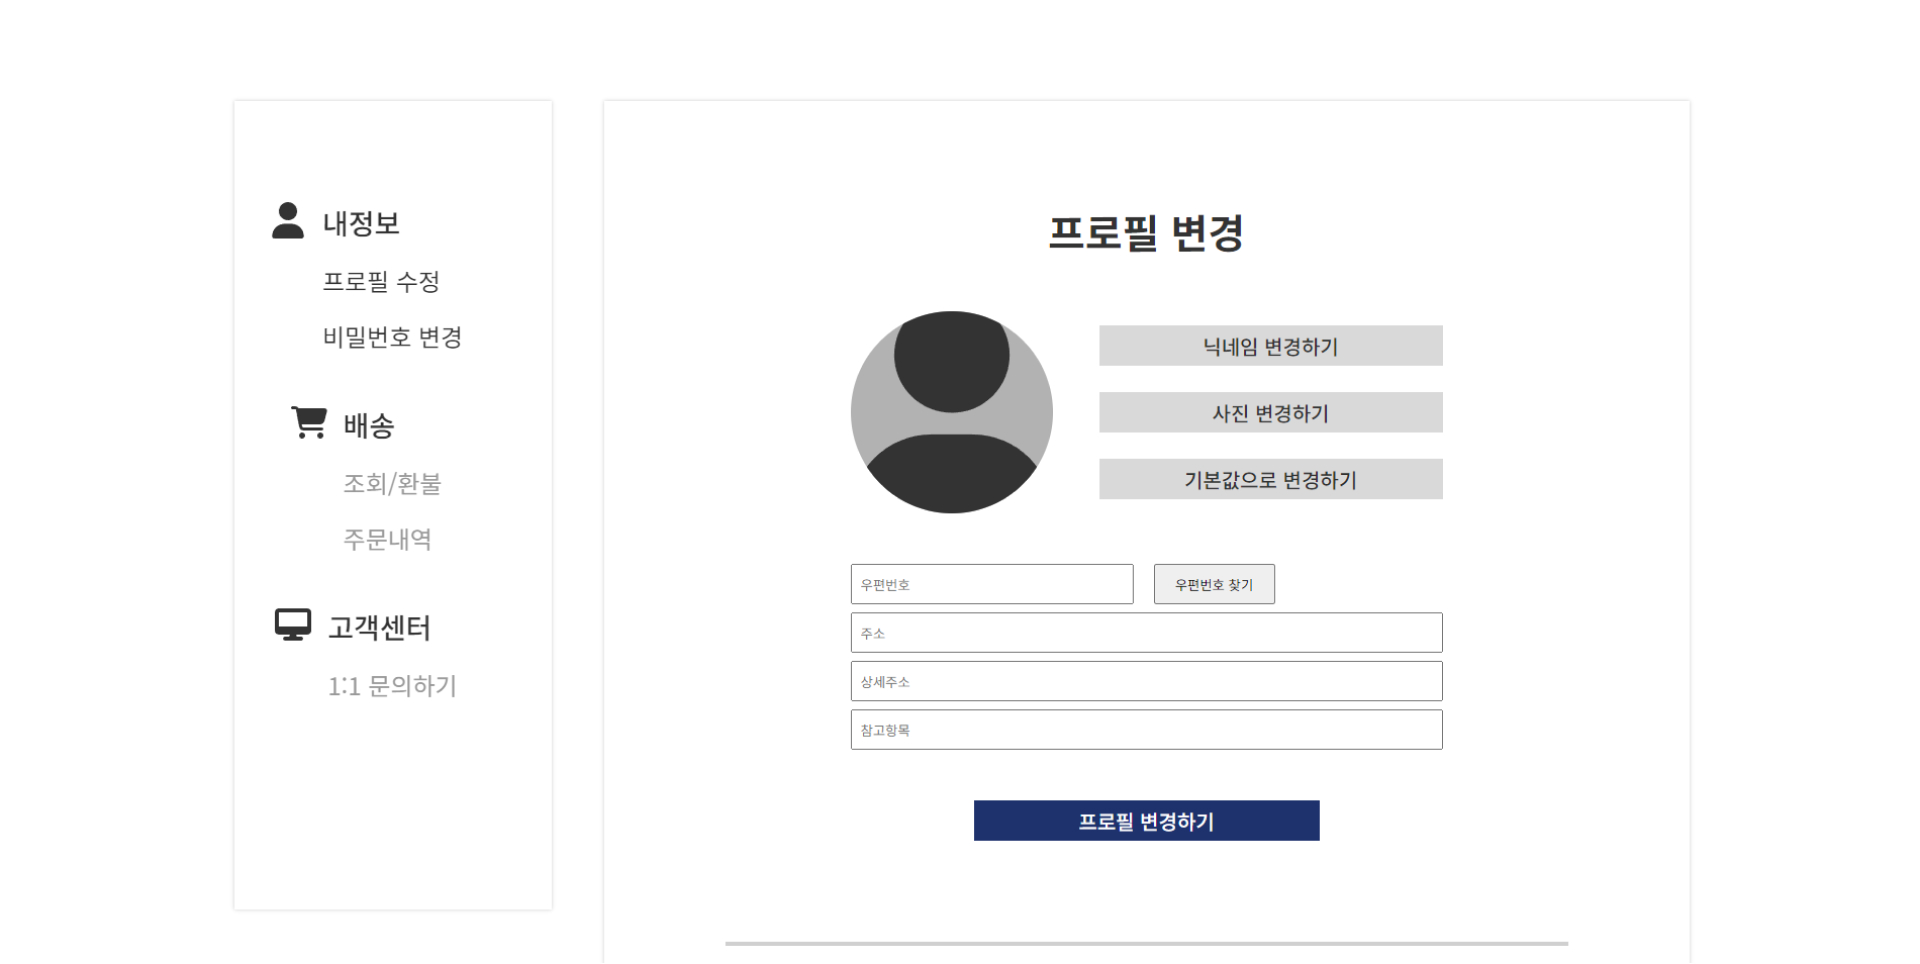 내정보
프로필 수정
비밀번호 변경
배송
조회/환불
주문내역
고객센터
1:1 문의하기
프로필 변경
닉네임 변경하기
사진 변경하기
기본값으로 변경하기
우편번호
우편번호 찾기
주소
상세주소
참고항목
프로필 변경하기